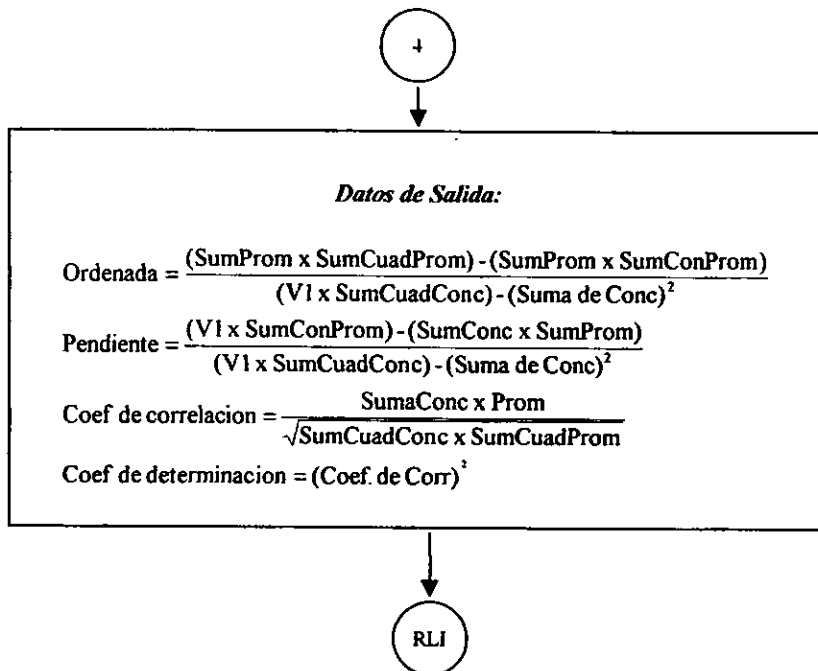 4
Datos de Salida:
Ordenada = (SumProm x SumCuadProm) - (SumProm x SumConProm) / (V1 x SumCuadConc) - (Suma de Conc)²
Pendiente = (V1 x SumConProm) - (SumConc x SumProm) / (V1 x SumCuadConc) - (Suma de Conc)²
Coef de correlacion = SumaConc x Prom / √SumCuadConc x SumCuadProm
Coef de determinacion = (Coef. de Corr)²
RLI